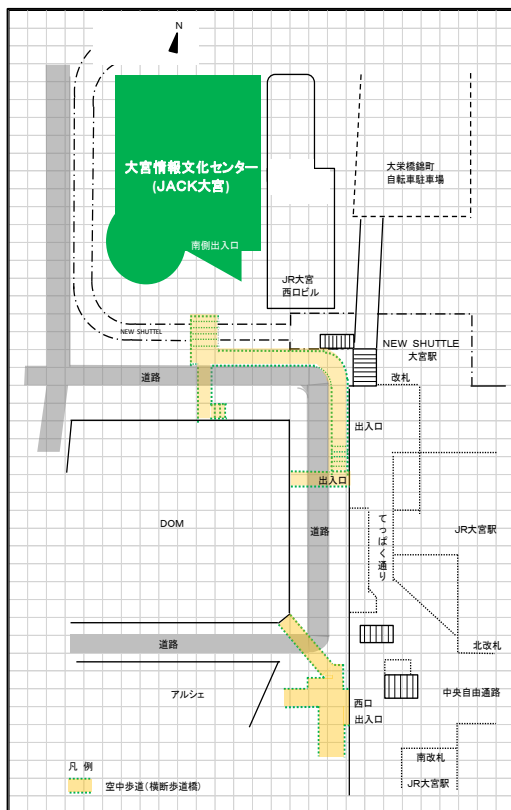 N
大宮情報文化センター
(JACK大宮)
南側出入口
大栄橋錦町
自転車駐車場
JR大宮
西口ビル
NEW SHUTTEL
NEW SHUTTLE
大宮駅
道路
改札
出入口
出入口
DOM
道路
てっぱく通り
JR大宮駅
道路
北改札
アルシェ
中央自由通路
西口
出入口
南改札
JR大宮駅
凡 例
空中歩道(横断歩道橋)